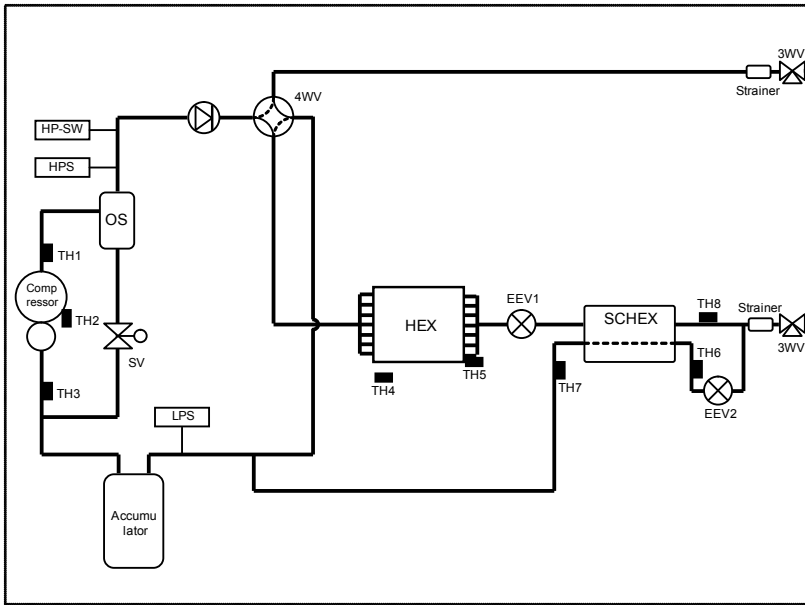 3WV
Strainer
4WV
HP-SW
HPS
OS
TH1
Comp
ressor
TH2
SV
TH3
LPS
Accumu
lator
HEX
TH4
TH5
EEV1
SCHEX
TH8
Strainer
3WV
TH6
TH7
EEV2